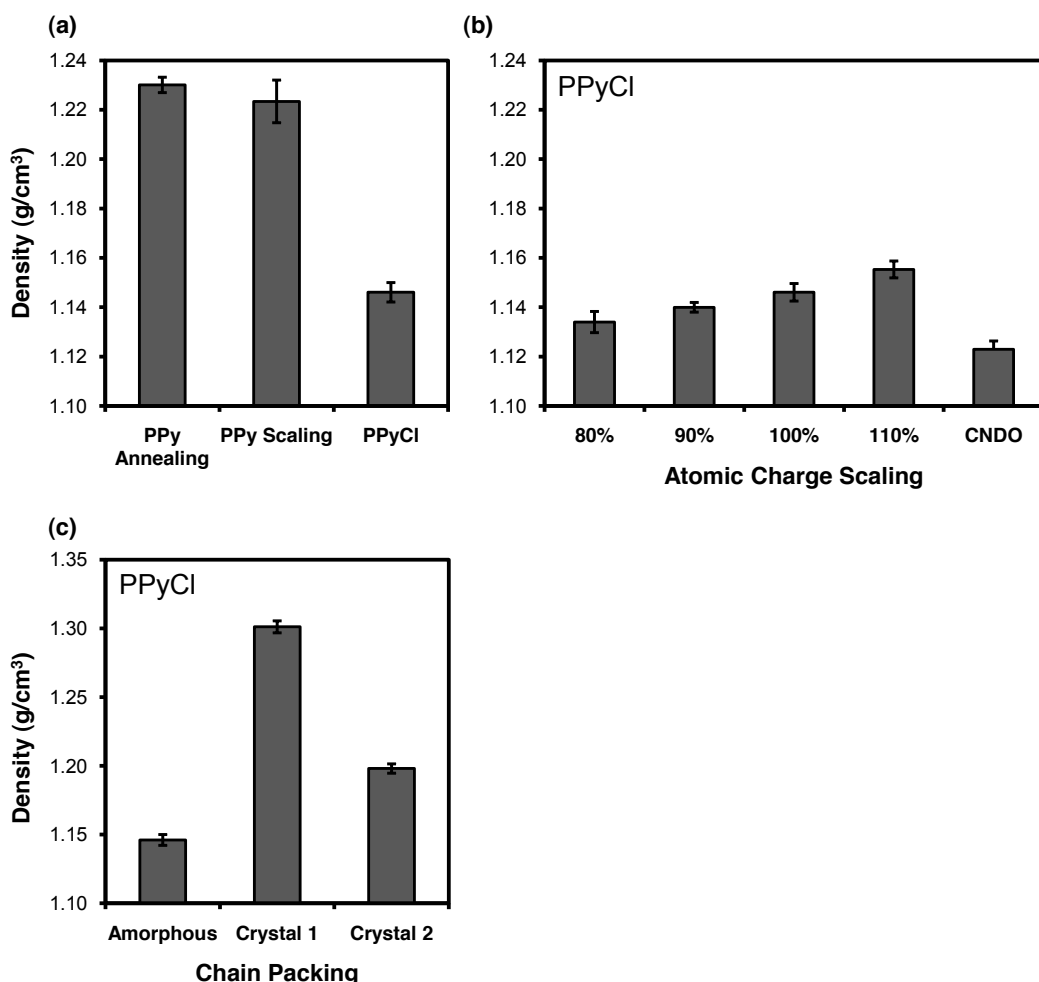 (a)
Density (g/cm³)
1.24
1.22
1.20
1.18
1.16
1.14
1.12
1.10
PPy
Annealing
PPy Scaling
PPyCl
(b)
PPyCl
1.24
1.22
1.20
1.18
1.16
1.14
1.12
1.10
80%
90%
100%
110%
CNDO
Atomic Charge Scaling
(c)
PPyCl
Density (g/cm³)
1.35
1.30
1.25
1.20
1.15
1.10
Amorphous
Crystal 1
Crystal 2
Chain Packing